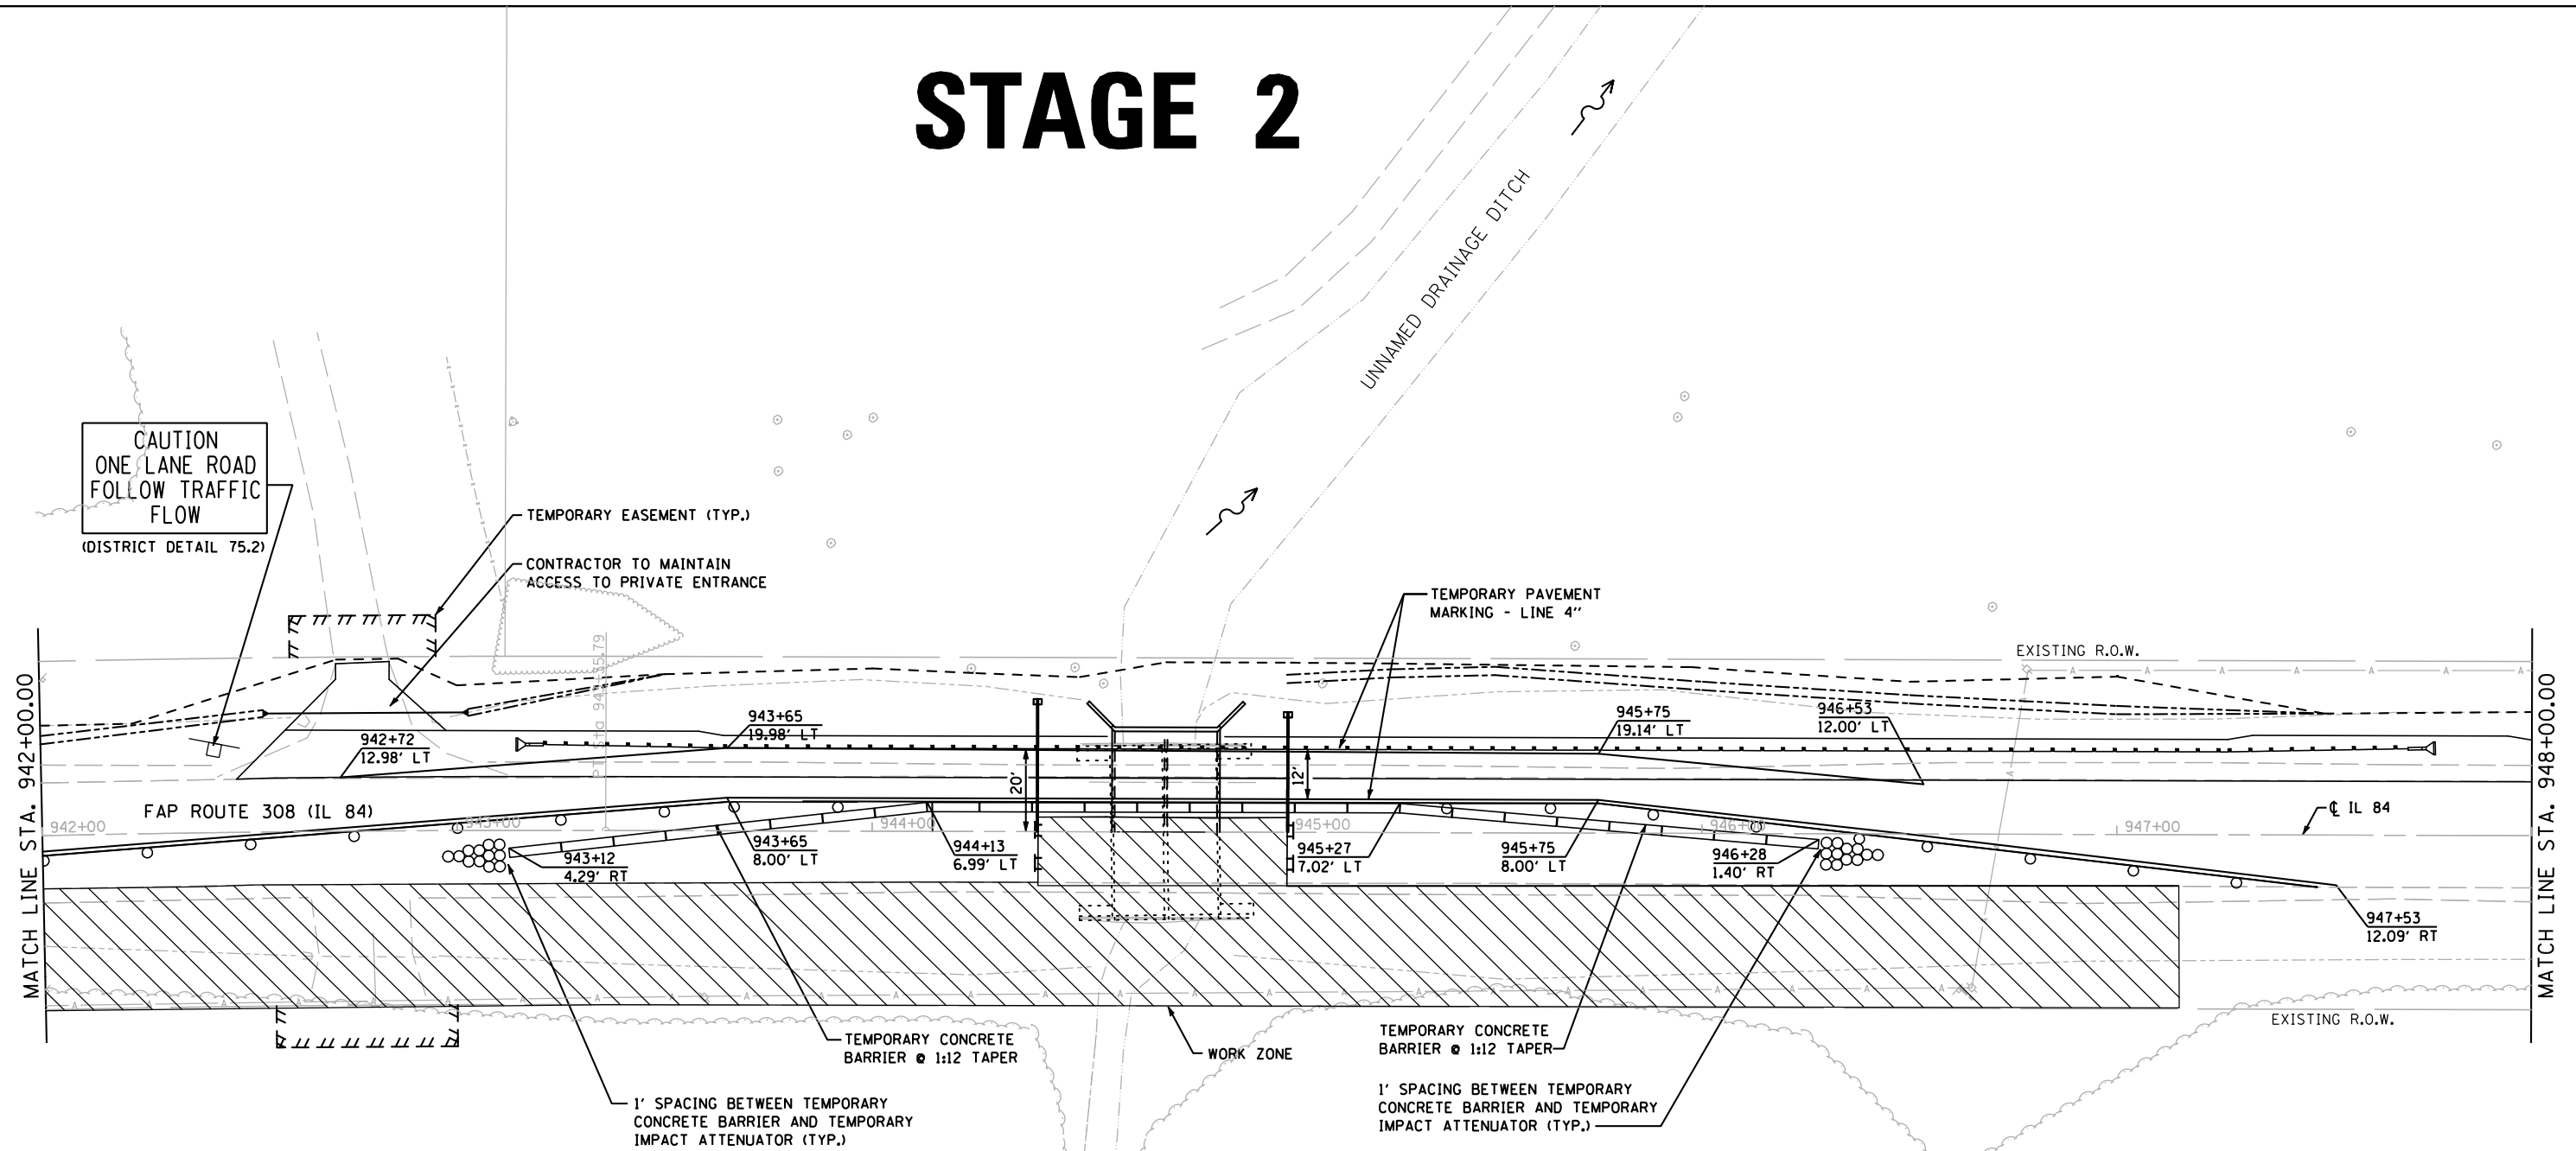 STAGE 2
UNNAMED DRAINAGE DITCH
CAUTION
ONE LANE ROAD
FOLLOW TRAFFIC
FLOW
(DISTRICT DETAIL 75.2)
TEMPORARY EASEMENT (TYP.)
CONTRACTOR TO MAINTAIN
ACCESS TO PRIVATE ENTRANCE
TEMPORARY PAVEMENT
MARKING - LINE 4"
EXISTING R.O.W.
MATCH LINE STA. 942+00.00
MATCH LINE STA. 948+00.00
942+72
12.98' LT
943+65
19.98' LT
945+75
19.14' LT
946+53
12.00' LT
20'
12'
FAP ROUTE 308 (IL 84)
℄ IL 84
942+00
943+00
944+00
945+00
946+00
947+00
943+12
4.29' RT
943+65
8.00' LT
944+13
6.99' LT
945+27
7.02' LT
945+75
8.00' LT
946+28
1.40' RT
947+53
12.09' RT
TEMPORARY CONCRETE
BARRIER @ 1:12 TAPER
WORK ZONE
TEMPORARY CONCRETE
BARRIER @ 1:12 TAPER
EXISTING R.O.W.
1' SPACING BETWEEN TEMPORARY
CONCRETE BARRIER AND TEMPORARY
IMPACT ATTENUATOR (TYP.)
1' SPACING BETWEEN TEMPORARY
CONCRETE BARRIER AND TEMPORARY
IMPACT ATTENUATOR (TYP.)